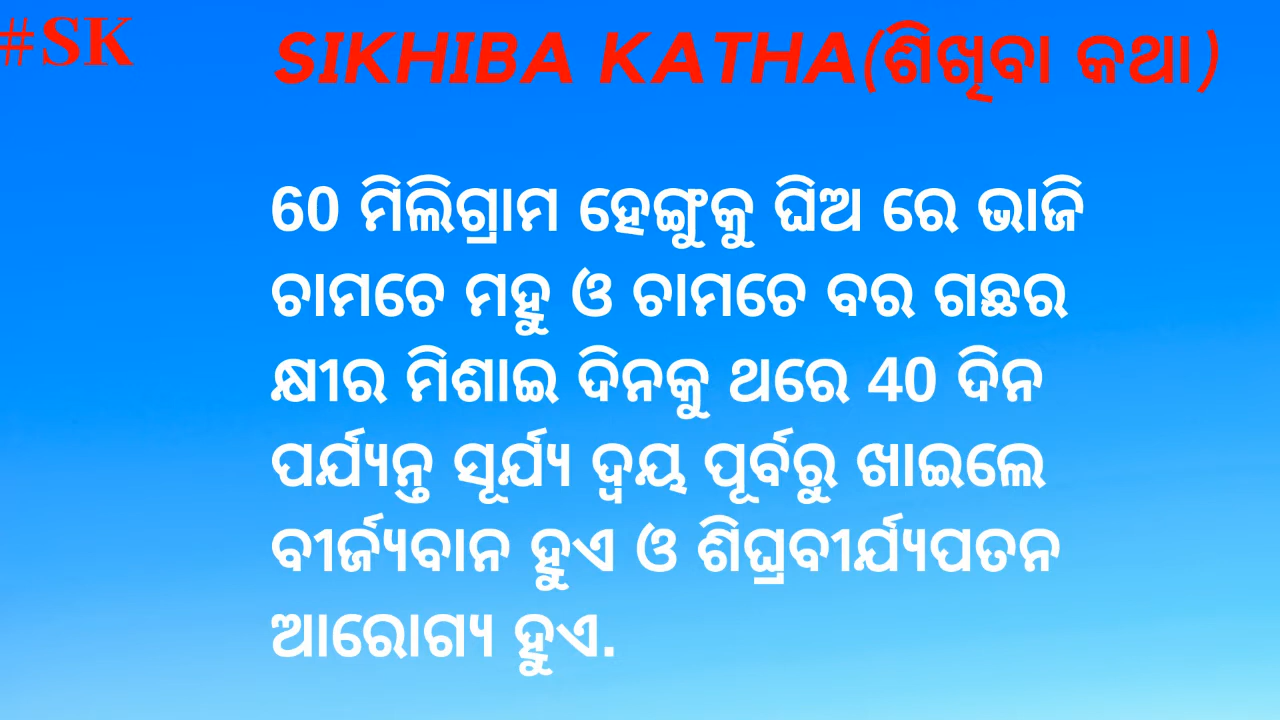 #SK
SIKHIBA KATHA(ଶିଖିବା କଥା)
60 ମିଲିଗ୍ରାମ ହେଙ୍ଗୁକୁ ଘିଅ ରେ ଭାଜି
ଚାମଚେ ମହୁ ଓ ଚାମଚେ ବର ଗଛର
କ୍ଷୀର ମିଶାଇ ଦିନକୁ ଥରେ 40 ଦିନ
ପର୍ଯ୍ୟନ୍ତ ସୂର୍ଯ୍ୟ ଦ୍ୱୟ ପୂର୍ବରୁ ଖାଇଲେ
ବୀର୍ଜ୍ୟବାନ ହୁଏ ଓ ଶିଘ୍ରବୀର୍ଯ୍ୟପତନ
ଆରୋଗ୍ୟ ହୁଏ.